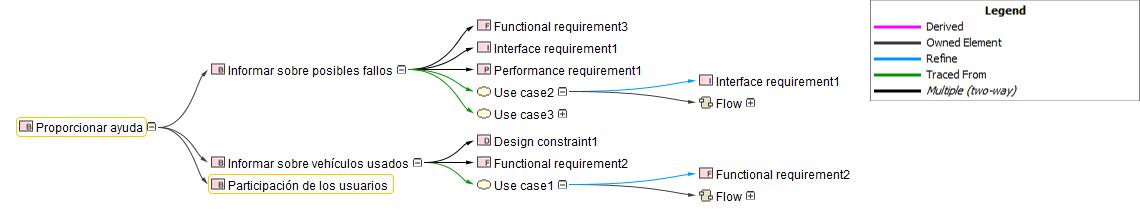 Legend
Derived
Owned Element
Refine
Traced From
Multiple (two-way)
Proporcionar ayuda
B Informar sobre posibles fallos
F Functional requirement3
I Interface requirement1
P Performance requirement1
Use case2
I Interface requirement1
Flow
Use case3
B Informar sobre vehículos usados
D Design constraint1
F Functional requirement2
Use case1
F Functional requirement2
Flow
B Participación de los usuarios